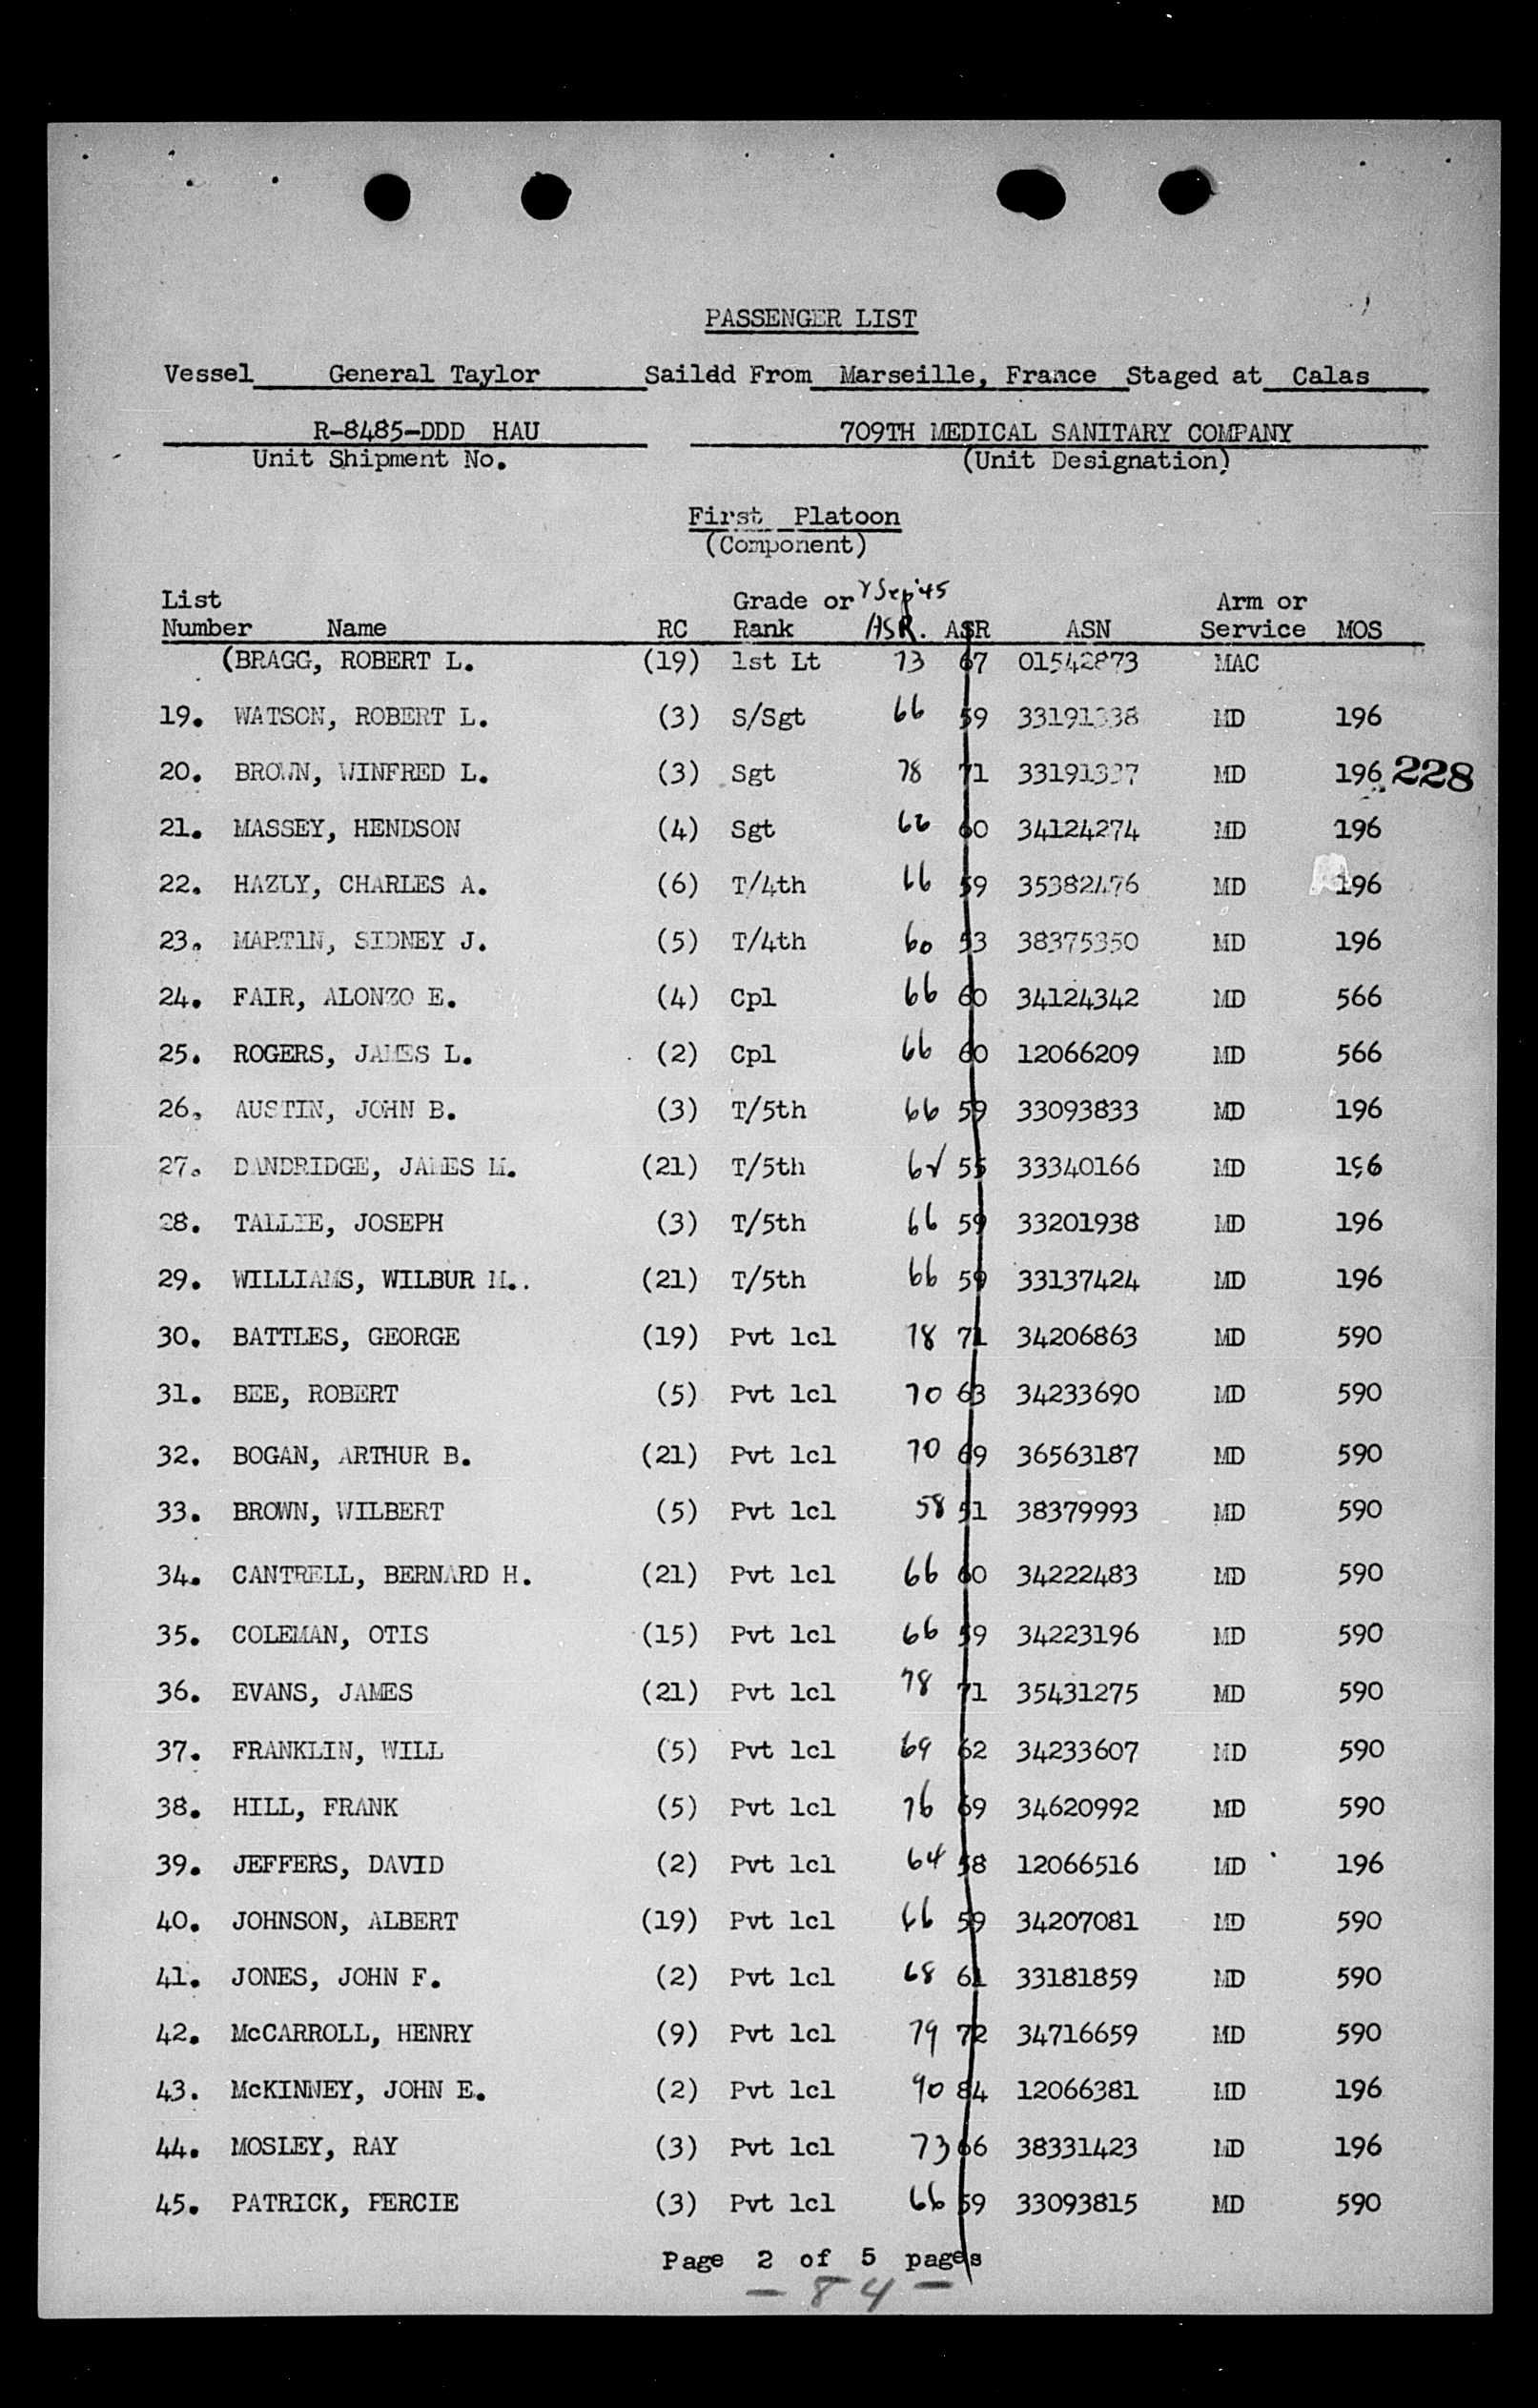 PASSENGER LIST
Vessel General Taylor Saildd From Marseille, France Staged at Calas
R-8485-DDD HAU 709TH MEDICAL SANITARY COMPANY
Unit Shipment No. (Unit Designation)
First Platoon
(Component)
List Grade or 2 Sep '45 Arm or
Number Name RC Rank ASR. ASR ASN Service MOS
(BRAGG, ROBERT L. (19) 1st Lt 73 67 01542873 MAC
19. WATSON, ROBERT L. (3) S/Sgt 66 59 33191338 MD 196
20. BROWN, WINFRED L. (3) Sgt 78 71 33191337 MD 196 228
21. MASSEY, HENDSON (4) Sgt 66 60 34124274 MD 196
22. HAZLY, CHARLES A. (6) T/4th 66 59 35382476 MD 196
23. MARTIN, SIDNEY J. (5) T/4th 60 53 38375350 MD 196
24. FAIR, ALONZO E. (4) Cpl 66 60 34124342 MD 566
25. ROGERS, JAMES L. (2) Cpl 66 60 12066209 MD 566
26. AUSTIN, JOHN B. (3) T/5th 66 59 33093833 MD 196
27. DANDRIDGE, JAMES M. (21) T/5th 62 55 33340166 MD 196
28. TALLIE, JOSEPH (3) T/5th 66 59 33201938 MD 196
29. WILLIAMS, WILBUR M.. (21) T/5th 66 59 33137424 MD 196
30. BATTLES, GEORGE (19) Pvt 1cl 78 71 34206863 MD 590
31. BEE, ROBERT (5) Pvt 1cl 70 63 34233690 MD 590
32. BOGAN, ARTHUR B. (21) Pvt 1cl 70 69 36563187 MD 590
33. BROWN, WILBERT (5) Pvt 1cl 58 51 38379993 MD 590
34. CANTRELL, BERNARD H. (21) Pvt 1cl 66 60 34222483 MD 590
35. COLEMAN, OTIS (15) Pvt 1cl 66 59 34223196 MD 590
36. EVANS, JAMES (21) Pvt 1cl 78 71 35431275 MD 590
37. FRANKLIN, WILL (5) Pvt 1cl 69 62 34233607 MD 590
38. HILL, FRANK (5) Pvt 1cl 76 69 34620992 MD 590
39. JEFFERS, DAVID (2) Pvt 1cl 64 58 12066516 MD 196
40. JOHNSON, ALBERT (19) Pvt 1cl 66 59 34207081 MD 590
41. JONES, JOHN F. (2) Pvt 1cl 68 61 33181859 MD 590
42. McCARROLL, HENRY (9) Pvt 1cl 79 72 34716659 MD 590
43. McKINNEY, JOHN E. (2) Pvt 1cl 90 84 12066381 MD 196
44. MOSLEY, RAY (3) Pvt 1cl 73 66 38331423 MD 196
45. PATRICK, FERCIE (3) Pvt 1cl 66 59 33093815 MD 590
Page 2 of 5 pages
- 84 -